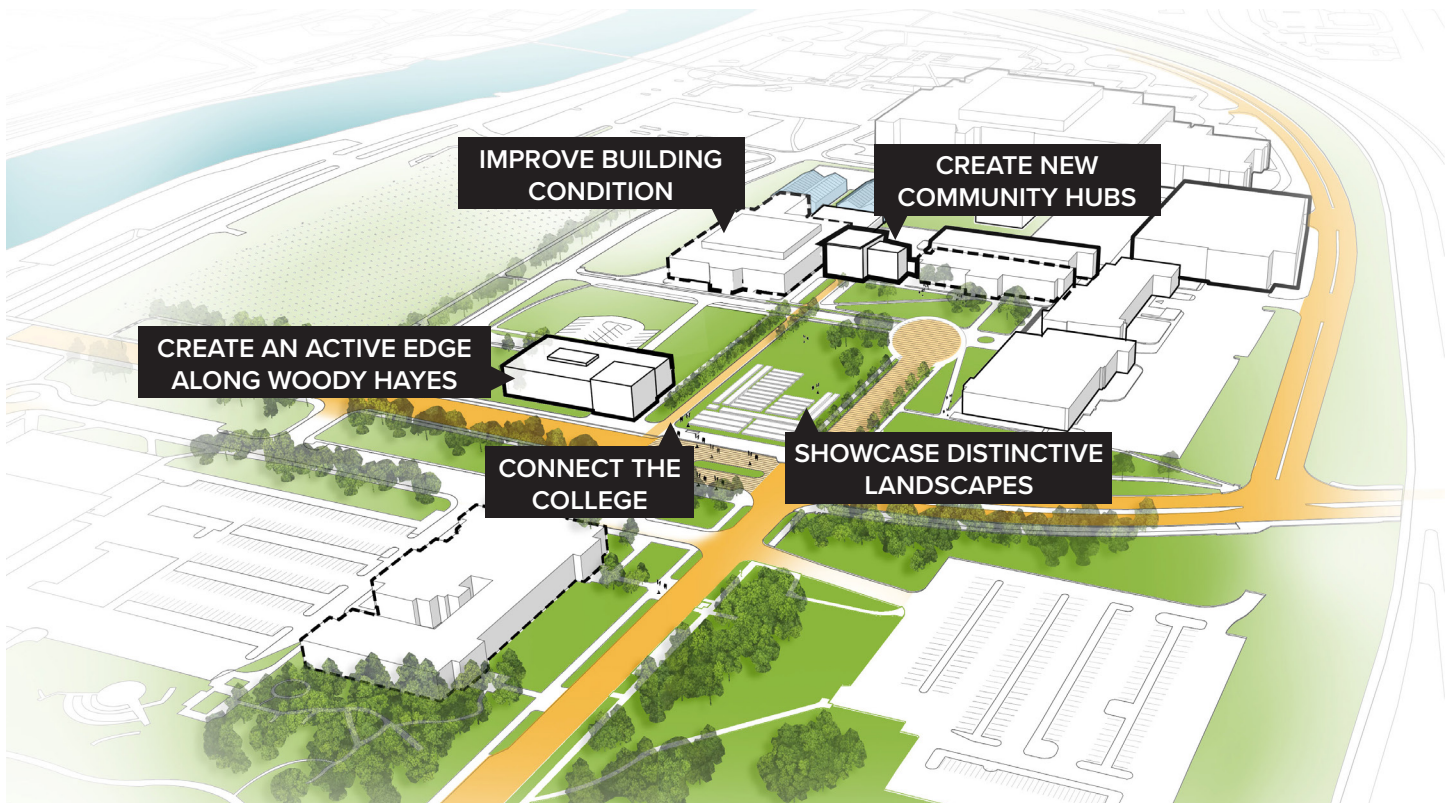 IMPROVE BUILDING
CONDITION
CREATE NEW
COMMUNITY HUBS
CREATE AN ACTIVE EDGE
ALONG WOODY HAYES
CONNECT THE
COLLEGE
SHOWCASE DISTINCTIVE
LANDSCAPES